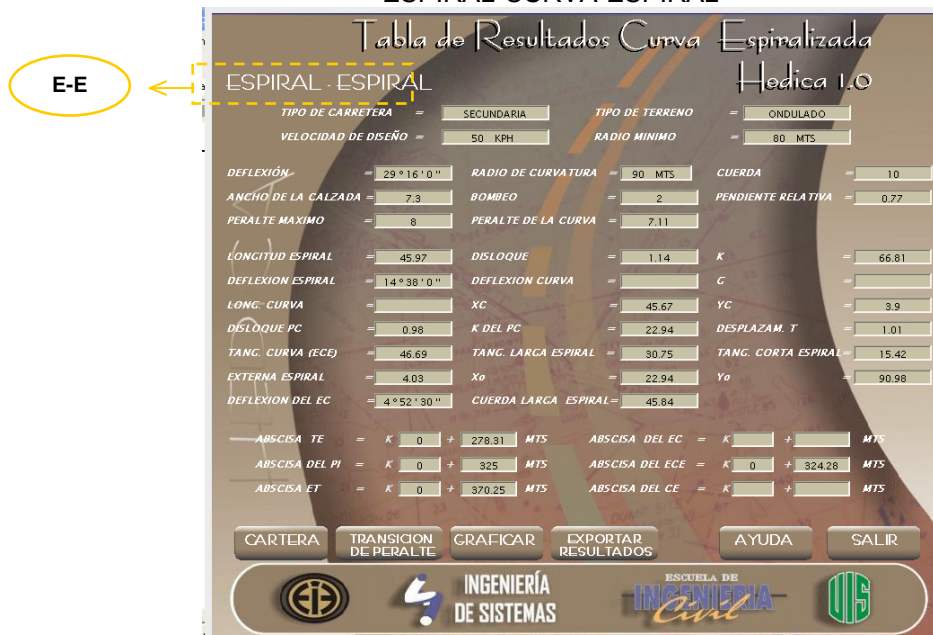 ESPIRAL CURVA ESPIRAL
Tabla de Resultados Curva Espiralizada
Hedica 1.0
E-E
ESPIRAL - ESPIRAL
TIPO DE CARRETERA = SECUNDARIA TIPO DE TERRENO = ONDULADO
VELOCIDAD DE DISEÑO = 50 KPH RADIO MINIMO = 80 MTS
DEFLEXIÓN = 29 º 16 ' 0 " RADIO DE CURVATURA = 90 MTS CUERDA = 10
ANCHO DE LA CALZADA = 7.3 BOMBEO = 2 PENDIENTE RELATIVA = 0.77
PERALTE MAXIMO = 8 PERALTE DE LA CURVA = 7.11
LONGITUD ESPIRAL = 45.97 DISLOQUE = 1.14 K = 66.81
DEFLEXION ESPIRAL = 14 º 38 ' 0 " DEFLEXION CURVA = G =
LONG. CURVA = XC = 45.67 YC = 3.9
DISLOQUE PC = 0.98 K DEL PC = 22.94 DESPLAZAM. T = 1.01
TANG. CURVA (ECE) = 46.69 TANG. LARGA ESPIRAL = 30.75 TANG. CORTA ESPIRAL = 15.42
EXTERNA ESPIRAL = 4.03 Xo = 22.94 Yo = 90.98
DEFLEXION DEL EC = 4 º 52 ' 30 " CUERDA LARGA ESPIRAL = 45.84
ABSCISA TE = K 0 + 278.31 MTS ABSCISA DEL EC = K + MTS
ABSCISA DEL PI = K 0 + 325 MTS ABSCISA DEL ECE = K 0 + 324.28 MTS
ABSCISA ET = K 0 + 370.25 MTS ABSCISA DEL CE = K + MTS
CARTERA TRANSICION DE PERALTE GRAFICAR EXPORTAR RESULTADOS AYUDA SALIR
INGENIERÍA
DE SISTEMAS
ESCUELA DE
INGENIERIA
Civil
UIS